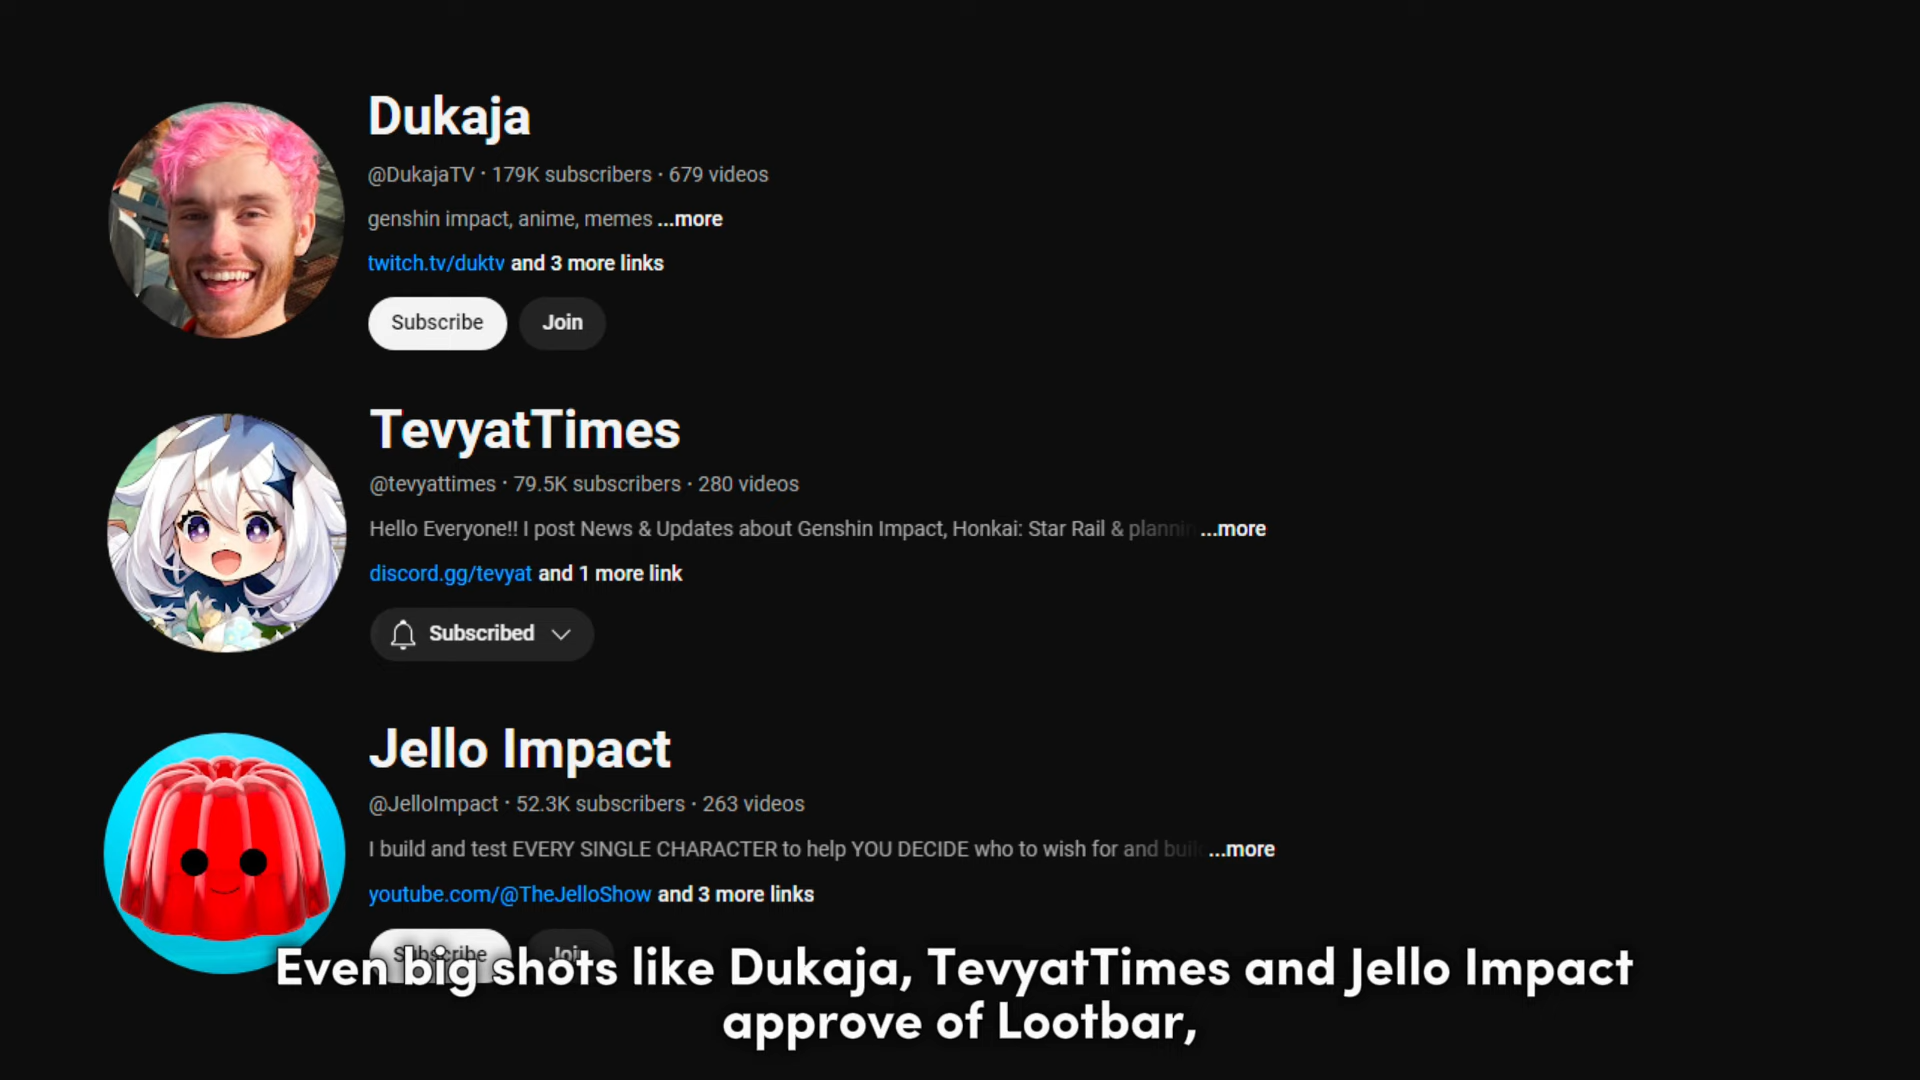 Dukaja
@DukajaTV · 179K subscribers · 679 videos
genshin impact, anime, memes ...more
twitch.tv/duktv and 3 more links
Subscribe Join
TevyatTimes
@tevyattimes · 79.5K subscribers · 280 videos
Hello Everyone!! I post News & Updates about Genshin Impact, Honkai: Star Rail & ...more
discord.gg/tevyat and 1 more link
Subscribed
Jello Impact
@JelloImpact · 52.3K subscribers · 263 videos
I build and test EVERY SINGLE CHARACTER to help YOU DECIDE who to wish for and ...more
youtube.com/@TheJelloShow and 3 more links
Subscribe Join
Even big shots like Dukaja, TevyatTimes and Jello Impact
approve of Lootbar,